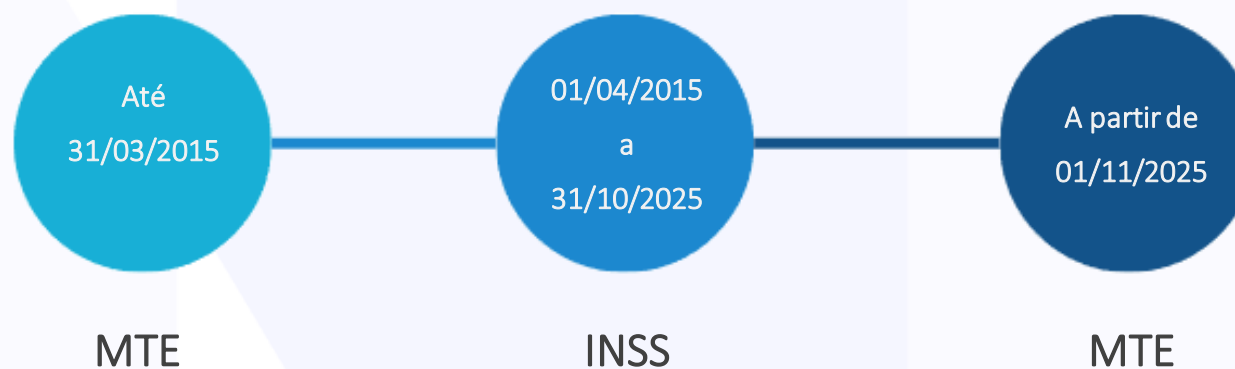 Até
31/03/2015
01/04/2015
a
31/10/2025
A partir de
01/11/2025
MTE
INSS
MTE